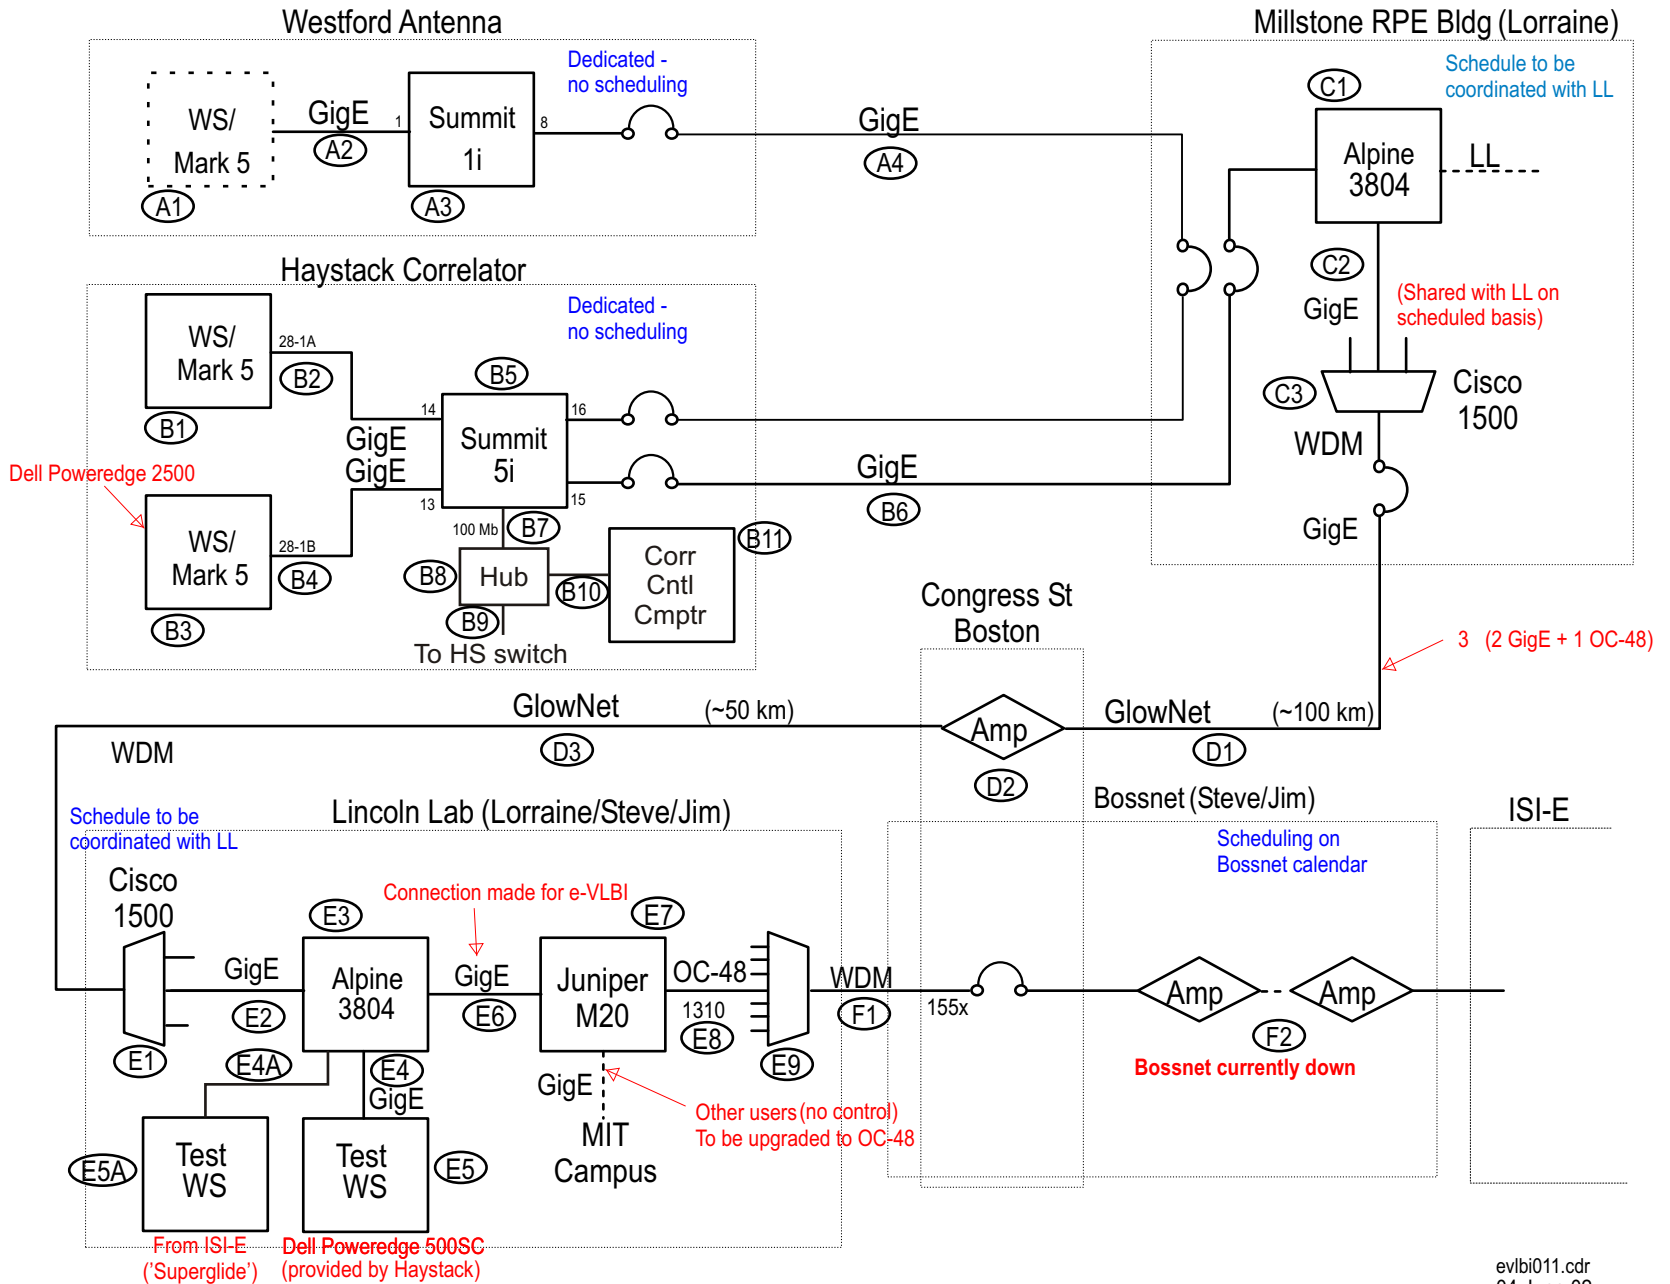 Westford Antenna
Millstone RPE Bldg (Lorraine)
Dedicated -
no scheduling
Schedule to be
coordinated with LL
WS/
Mark 5
GigE
A2
1
Summit
1i
8
GigE
A4
C1
Alpine
3804
LL
A1
A3
Haystack Correlator
C2
GigE
(Shared with LL on
scheduled basis)
Dedicated -
no scheduling
WS/
Mark 5
28-1A
B2
B1
B5
14
16
GigE
GigE
Summit
5i
13
15
GigE
B6
C3
Cisco
1500
WDM
GigE
Dell Poweredge 2500
WS/
Mark 5
28-1B
B4
B3
100 Mb
B7
B8
Hub
B10
B9
To HS switch
Corr
Cntl
Cmptr
B11
Congress St
Boston
3 (2 GigE + 1 OC-48)
GlowNet
(~50 km)
D3
Amp
D2
GlowNet
(~100 km)
D1
WDM
Schedule to be
coordinated with LL
Lincoln Lab (Lorraine/Steve/Jim)
Bossnet (Steve/Jim)
ISI-E
Scheduling on
Bossnet calendar
Cisco
1500
Connection made for e-VLBI
E3
E7
GigE
E2
Alpine
3804
GigE
E6
Juniper
M20
OC-48
1310
E8
WDM
F1
155x
Amp
Amp
F2
Bossnet currently down
E1
E9
E4A
E4
GigE
GigE
MIT
Campus
Other users (no control)
To be upgraded to OC-48
Test
WS
E5A
Test
WS
E5
From ISI-E
('Superglide')
Dell Poweredge 500SC
(provided by Haystack)
evlbi011.cdr